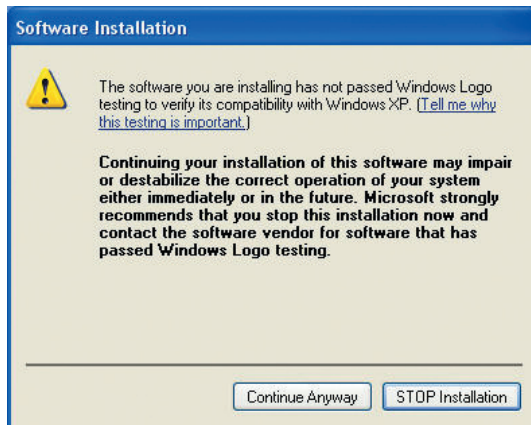 Software Installation
The software you are installing has not passed Windows Logo
testing to verify its compatibility with Windows XP. (Tell me why
this testing is important.)
Continuing your installation of this software may impair
or destabilize the correct operation of your system
either immediately or in the future. Microsoft strongly
recommends that you stop this installation now and
contact the software vendor for software that has
passed Windows Logo testing.
Continue Anyway
STOP Installation